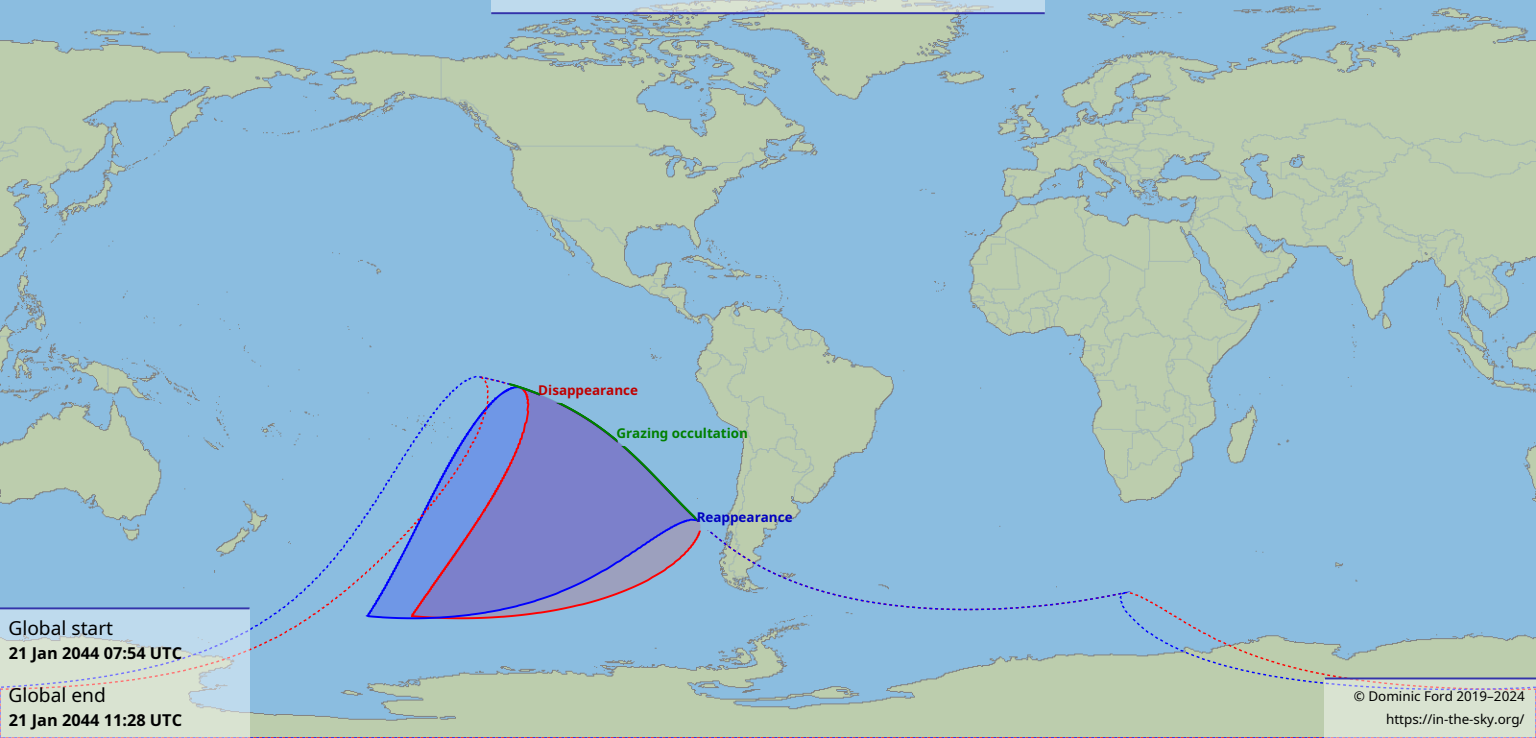 Disappearance
Grazing occultation
Reappearance
Global start
21 Jan 2044 07:54 UTC
Global end
21 Jan 2044 11:28 UTC
© Dominic Ford 2019–2024
https://in-the-sky.org/